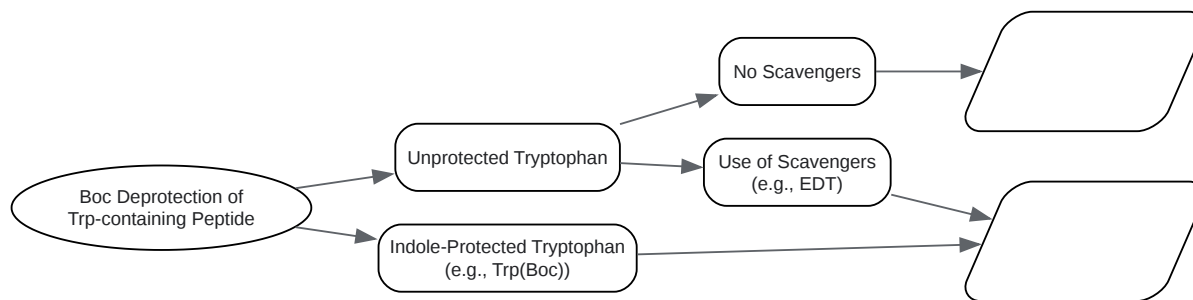 No Scavengers
Unprotected Tryptophan
Use of Scavengers
(e.g., EDT)
Boc Deprotection of
Trp-containing Peptide
Indole-Protected Tryptophan
(e.g., Trp(Boc))